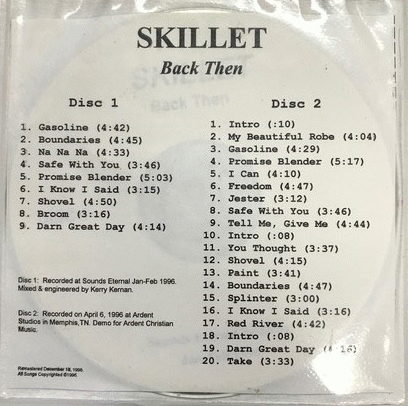 SKILLET
Back Then
Disc 1
1. Gasoline (4:42)
2. Boundaries (4:45)
3. Na Na Na (4:33)
4. Safe With You (3:46)
5. Promise Blender (5:03)
6. I Know I Said (3:15)
7. Shovel (4:50)
8. Broom (3:16)
9. Darn Great Day (4:14)
Disc 1: Recorded at Sounds Eternal Jan-Feb 1996.
Mixed & engineered by Kerry Kernan.
Disc 2: Recorded on April 6, 1996 at Ardent
Studios in Memphis,TN. Demo for Ardent Christian
Music.
Remastered December 18, 1998.
All Songs Copyrighted ©1996.
Disc 2
1. Intro (:10)
2. My Beautiful Robe (4:04)
3. Gasoline (4:29)
4. Promise Blender (5:17)
5. I Can (4:10)
6. Freedom (4:47)
7. Jester (3:12)
8. Safe With You (3:46)
9. Tell Me, Give Me (4:44)
10. Intro (:08)
11. You Thought (3:37)
12. Shovel (4:15)
13. Paint (3:41)
14. Boundaries (4:47)
15. Splinter (3:00)
16. I Know I Said (3:16)
17. Red River (4:42)
18. Intro (:08)
19. Darn Great Day (4:16)
20. Take (3:33)
SKILLET
Back Then